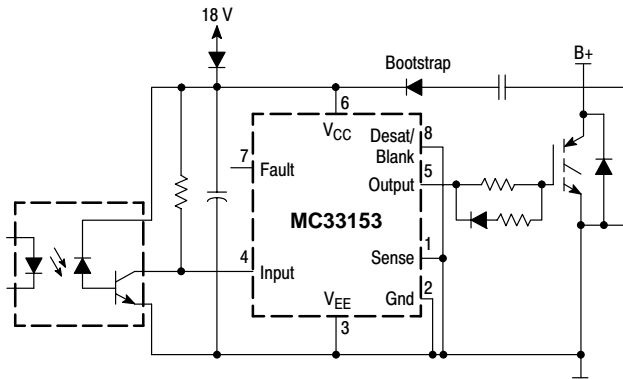 18 V
Bootstrap
B+
6
VCC
Desat/
Blank
8
7
Fault
5
Output
MC33153
4
Input
1
Sense
2
Gnd
VEE
3